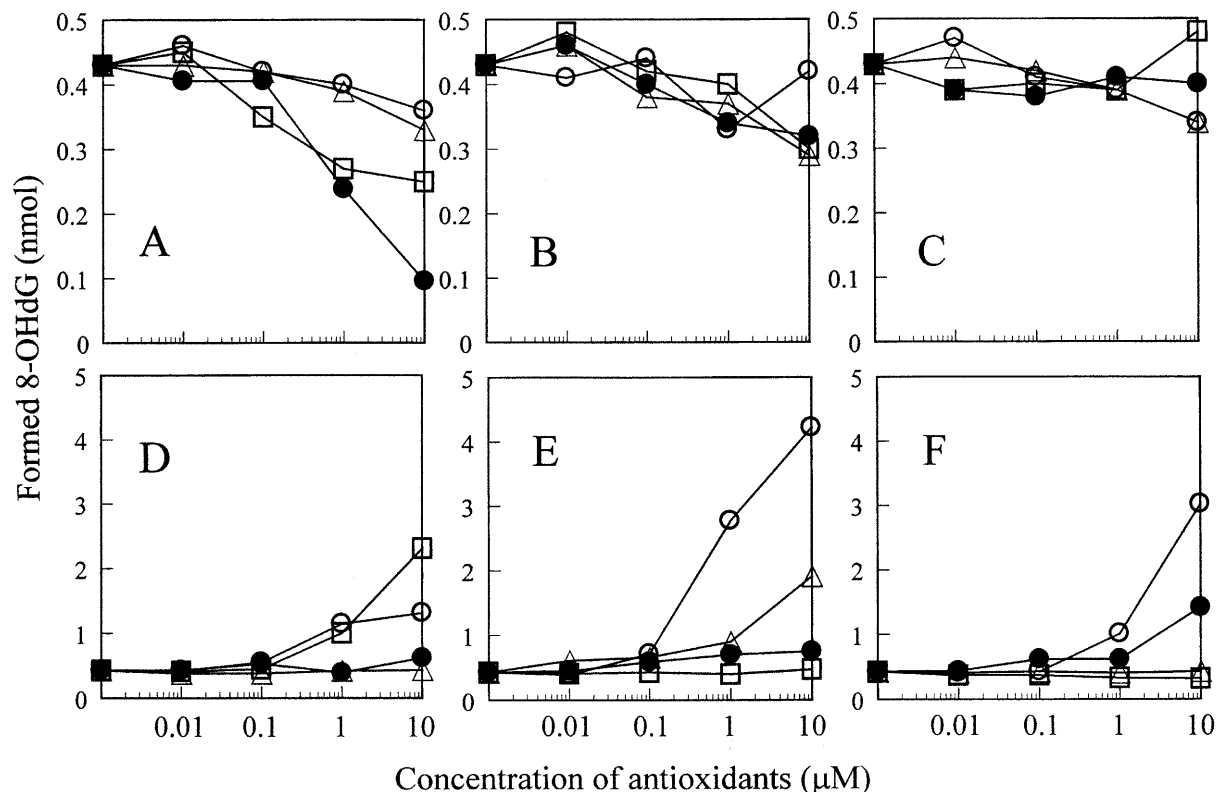 0.5 0.5 0.5
0.4 0.4 0.4
0.3 0.3 0.3
0.2 0.2 0.2
0.1 0.1 0.1
0 0 0
A B C
Formed 8-OHdG (nmol)
5 5 5
4 4 4
3 3 3
2 2 2
1 1 1
0 0 0
D E F
0.01 0.1 1 10 0.01 0.1 1 10 0.01 0.1 1 10
Concentration of antioxidants (μM)